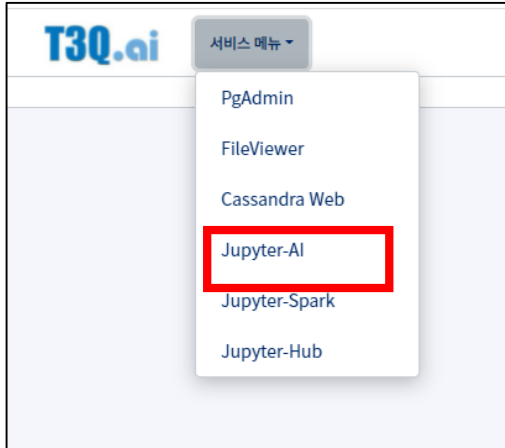 T3Q.ai
서비스 메뉴
PgAdmin
FileViewer
Cassandra Web
Jupyter-AI
Jupyter-Spark
Jupyter-Hub